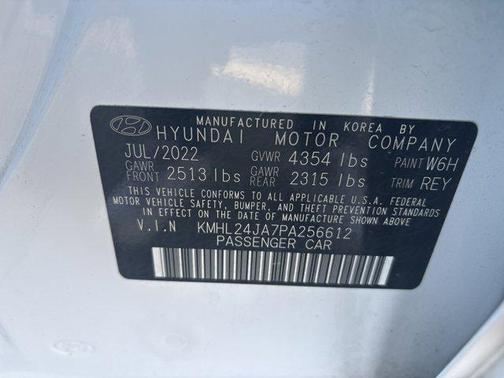 MANUFACTURED IN KOREA BY
HYUNDAI MOTOR COMPANY
JUL/2022 GVWR 4354 lbs PAINT W6H
GAWR FRONT 2513 lbs GAWR REAR 2315 lbs TRIM REY
THIS VEHICLE CONFORMS TO ALL APPLICABLE U.S.A. FEDERAL
MOTOR VEHICLE SAFETY, BUMPER, AND THEFT PREVENTION STANDARDS
IN EFFECT ON THE DATE OF MANUFACTURE SHOWN ABOVE.
V.I.N KMHL24JA7PA256612
PASSENGER CAR